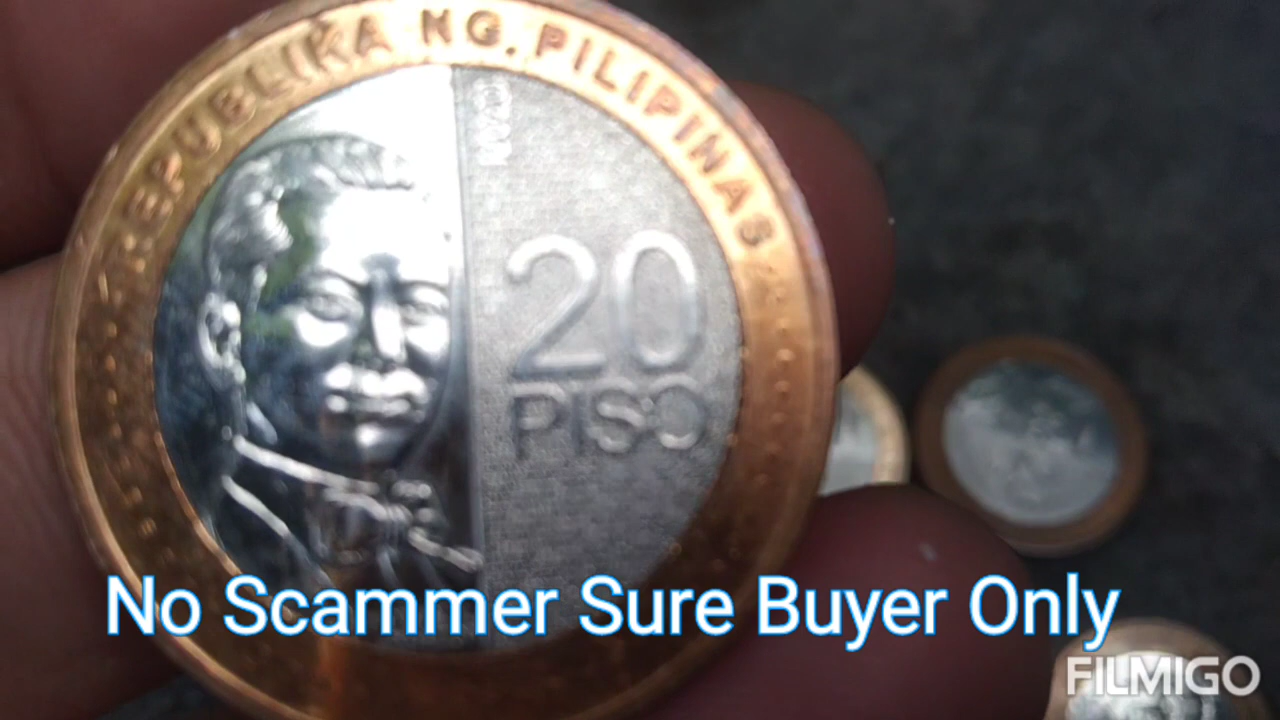 REPUBLIKA NG PILIPINAS
20
PISO
No Scammer Sure Buyer Only
FILMIGO